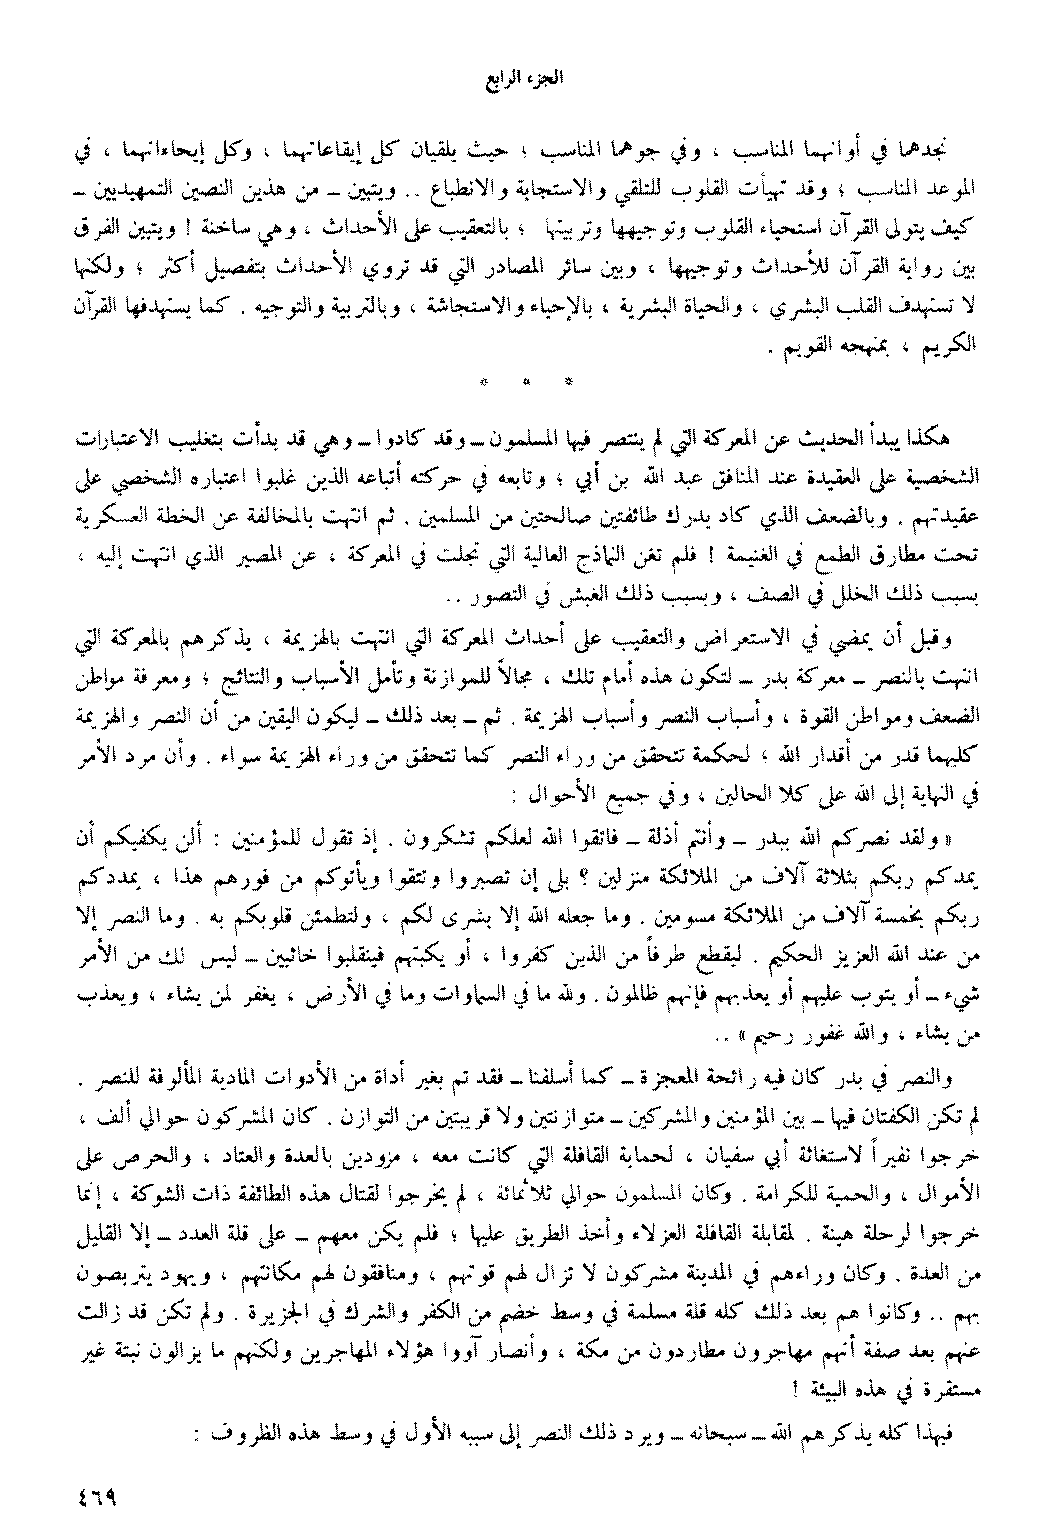 الجزء الرابع
نجدهما في أوانهما المناسب ، وفي جوهما المناسب ؛ حيث يلقيان كل إيقاعاتهما ، وكل إيحاءاتهما ، في
الموعد المناسب ؛ وقد تهيأت القلوب للتلقي والاستجابة والانطباع .. ويتبين – من هذين النصين التمهيديين –
كيف يتولى القرآن استحياء القلوب وتوجيهها وتربيتها ؛ بالتعقيب على الأحداث ، وهي ساخنة ! ويتبين الفرق
بين رواية القرآن للأحداث وتوجيهها ، وبين سائر المصادر التي قد تروي الأحداث بتفصيل أكثر ؛ ولكنها
لا تستهدف القلب البشري ، والحياة البشرية ، بالإحياء والاستجاشة ، وبالتربية والتوجيه . كما يستهدفها القرآن
الكريم ، بمنهجه القويم .
* * *
هكذا يبدأ الحديث عن المعركة التي لم ينتصر فيها المسلمون – وقد كادوا – وهي قد بدأت بتغليب الاعتبارات
الشخصية على العقيدة عند المنافق عبد الله بن أبي ؛ وتابعه في حركته أتباعه الذين غلبوا اعتباره الشخصي على
عقيدتهم . وبالضعف الذي كاد يدرك طائفتين صالحتين من المسلمين . ثم انتهت بالمخالفة عن الخطة العسكرية
تحت مطارق الطمع في الغنيمة ! فلم تغن النماذج العالية التي تجلت في المعركة ، عن المصير الذي انتهت إليه ،
بسبب ذلك الخلل في الصف ، وبسبب ذلك الغبش في التصور ..
وقبل أن يمضي في الاستعراض والتعقيب على أحداث المعركة التي انتهت بالهزيمة ، يذكرهم بالمعركة التي
انتهت بالنصر – معركة بدر – لتكون هذه أمام تلك ، مجالاً للموازنة وتأمل الأسباب والنتائج ؛ ومعرفة مواطن
الضعف ومواطن القوة ، وأسباب النصر وأسباب الهزيمة . ثم – بعد ذلك – ليكون اليقين من أن النصر والهزيمة
كليهما قدر من أقدار الله ؛ لحكمة تتحقق من وراء النصر كما تتحقق من وراء الهزيمة سواء . وأن مرد الأمر
في النهاية إلى الله على كلا الحالين ، وفي جميع الأحوال :
« ولقد نصركم الله ببدر – وأنتم أذلة – فاتقوا الله لعلكم تشكرون . إذ تقول للمؤمنين : ألن يكفيكم أن
يمدكم ربكم بثلاثة آلاف من الملائكة منزلين ؟ بلى إن تصبروا وتتقوا ويأتوكم من فورهم هذا ، يمددكم
ربكم بخمسة آلاف من الملائكة مسومين . وما جعله الله إلا بشرى لكم ، ولتطمئن قلوبكم به . وما النصر إلا
من عند الله العزيز الحكيم . ليقطع طرفاً من الذين كفروا ، أو يكبتهم فينقلبوا خائبين – ليس لك من الأمر
شيء – أو يتوب عليهم أو يعذبهم فإنهم ظالمون . ولله ما في السماوات وما في الأرض ، يغفر لمن يشاء ، ويعذب
من يشاء ، والله غفور رحيم » ..
والنصر في بدر كان فيه رائحة المعجزة – كما أسلفنا – فقد تم بغير أداة من الأدوات المادية المألوفة للنصر .
لم تكن الكفتان فيها – بين المؤمنين والمشركين – متوازنتين ولا قريبتين من التوازن . كان المشركون حوالي ألف ،
خرجوا نفيراً لاستغاثة أبي سفيان ، لحماية القافلة التي كانت معه ، مزودين بالعدة والعتاد ، والحرص على
الأموال ، والحمية للكرامة . وكان المسلمون حوالي ثلاثمائة ، لم يخرجوا لقتال هذه الطائفة ذات الشوكة ، إنما
خرجوا لرحلة هينة . لمقابلة القافلة العزلاء وأخذ الطريق عليها ؛ فلم يكن معهم – على قلة العدد – إلا القليل
من العدة . وكان وراءهم في المدينة مشركون لا تزال لهم قوتهم ، ومنافقون لهم مكانتهم ، ويهود يتربصون
بهم .. وكانوا هم بعد ذلك كله قلة مسلمة في وسط خضم من الكفر والشرك في الجزيرة . ولم تكن قد زالت
عنهم بعد صفة أنهم مهاجرون مطاردون من مكة ، وأنصار آووا هؤلاء المهاجرين ولكنهم ما يزالون نبتة غير
مستقرة في هذه البيئة !
فبهذا كله يذكرهم الله – سبحانه – ويرد ذلك النصر إلى سببه الأول في وسط هذه الظروف :
٤٦٩